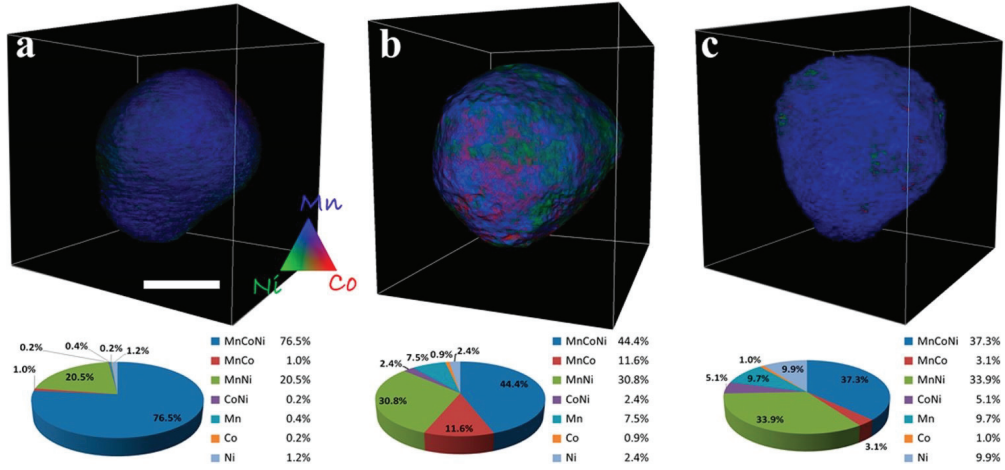 a
b
c
Mn
Ni
Co
0.2%
0.4%
0.2%
1.2%
1.0%
20.5%
76.5%
MnCoNi 76.5%
MnCo 1.0%
MnNi 20.5%
CoNi 0.2%
Mn 0.4%
Co 0.2%
Ni 1.2%
2.4%
7.5%
0.9%
2.4%
30.8%
44.4%
11.6%
MnCoNi 44.4%
MnCo 11.6%
MnNi 30.8%
CoNi 2.4%
Mn 7.5%
Co 0.9%
Ni 2.4%
1.0%
5.1%
9.7%
9.9%
37.3%
33.9%
3.1%
MnCoNi 37.3%
MnCo 3.1%
MnNi 33.9%
CoNi 5.1%
Mn 9.7%
Co 1.0%
Ni 9.9%